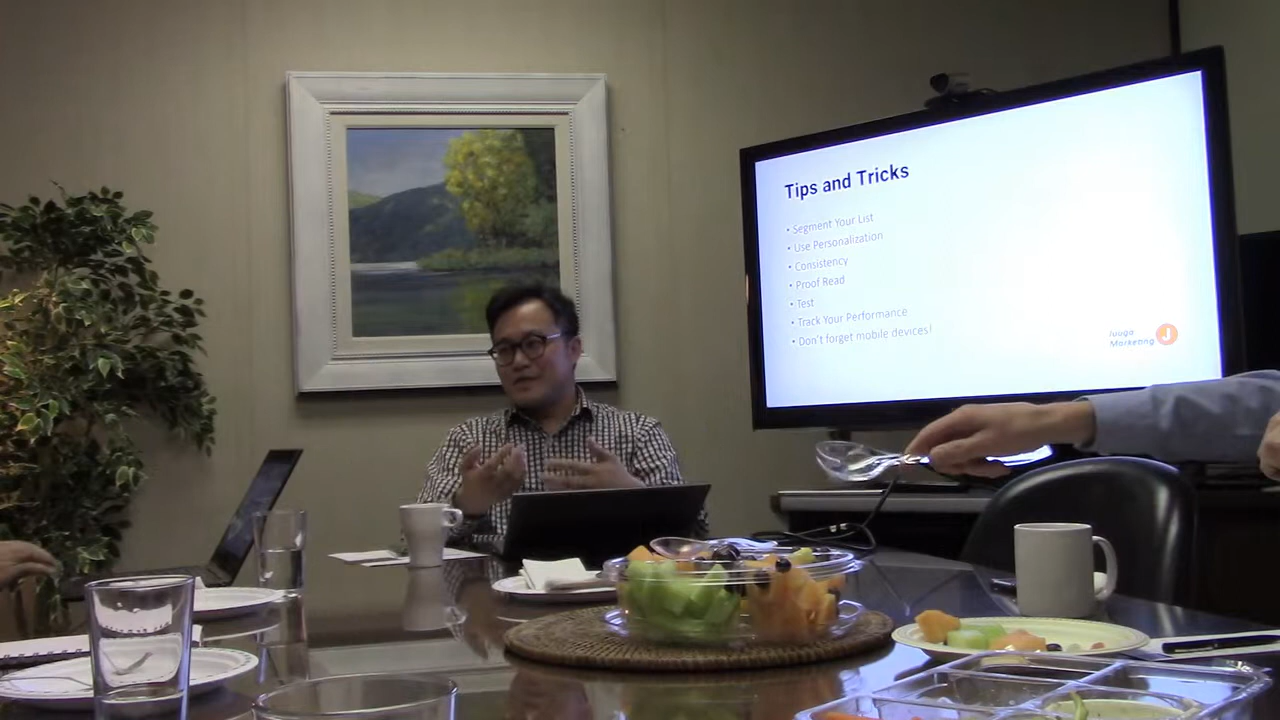 Tips and Tricks
• Segment Your List
• Use Personalization
• Consistency
• Proof Read
• Test
• Track Your Performance
• Don't forget mobile devices!
Juuga
Marketing
J